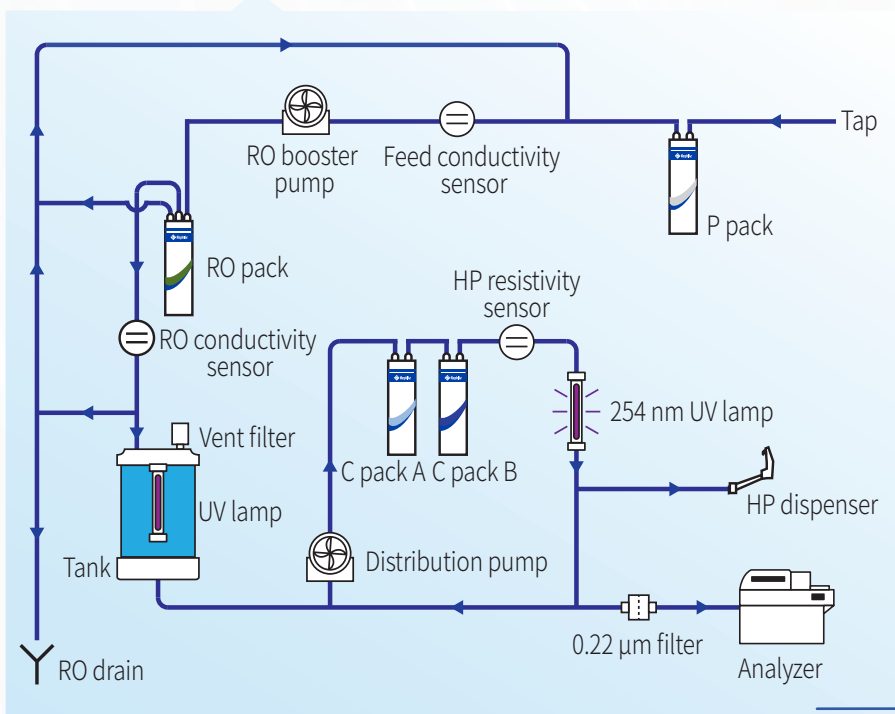 Tap
RO booster
pump
Feed conductivity
sensor
P pack
RO pack
HP resistivity
sensor
RO conductivity
sensor
254 nm UV lamp
Vent filter
C pack A
C pack B
UV lamp
HP dispenser
Tank
Distribution pump
0.22 µm filter
RO drain
Analyzer